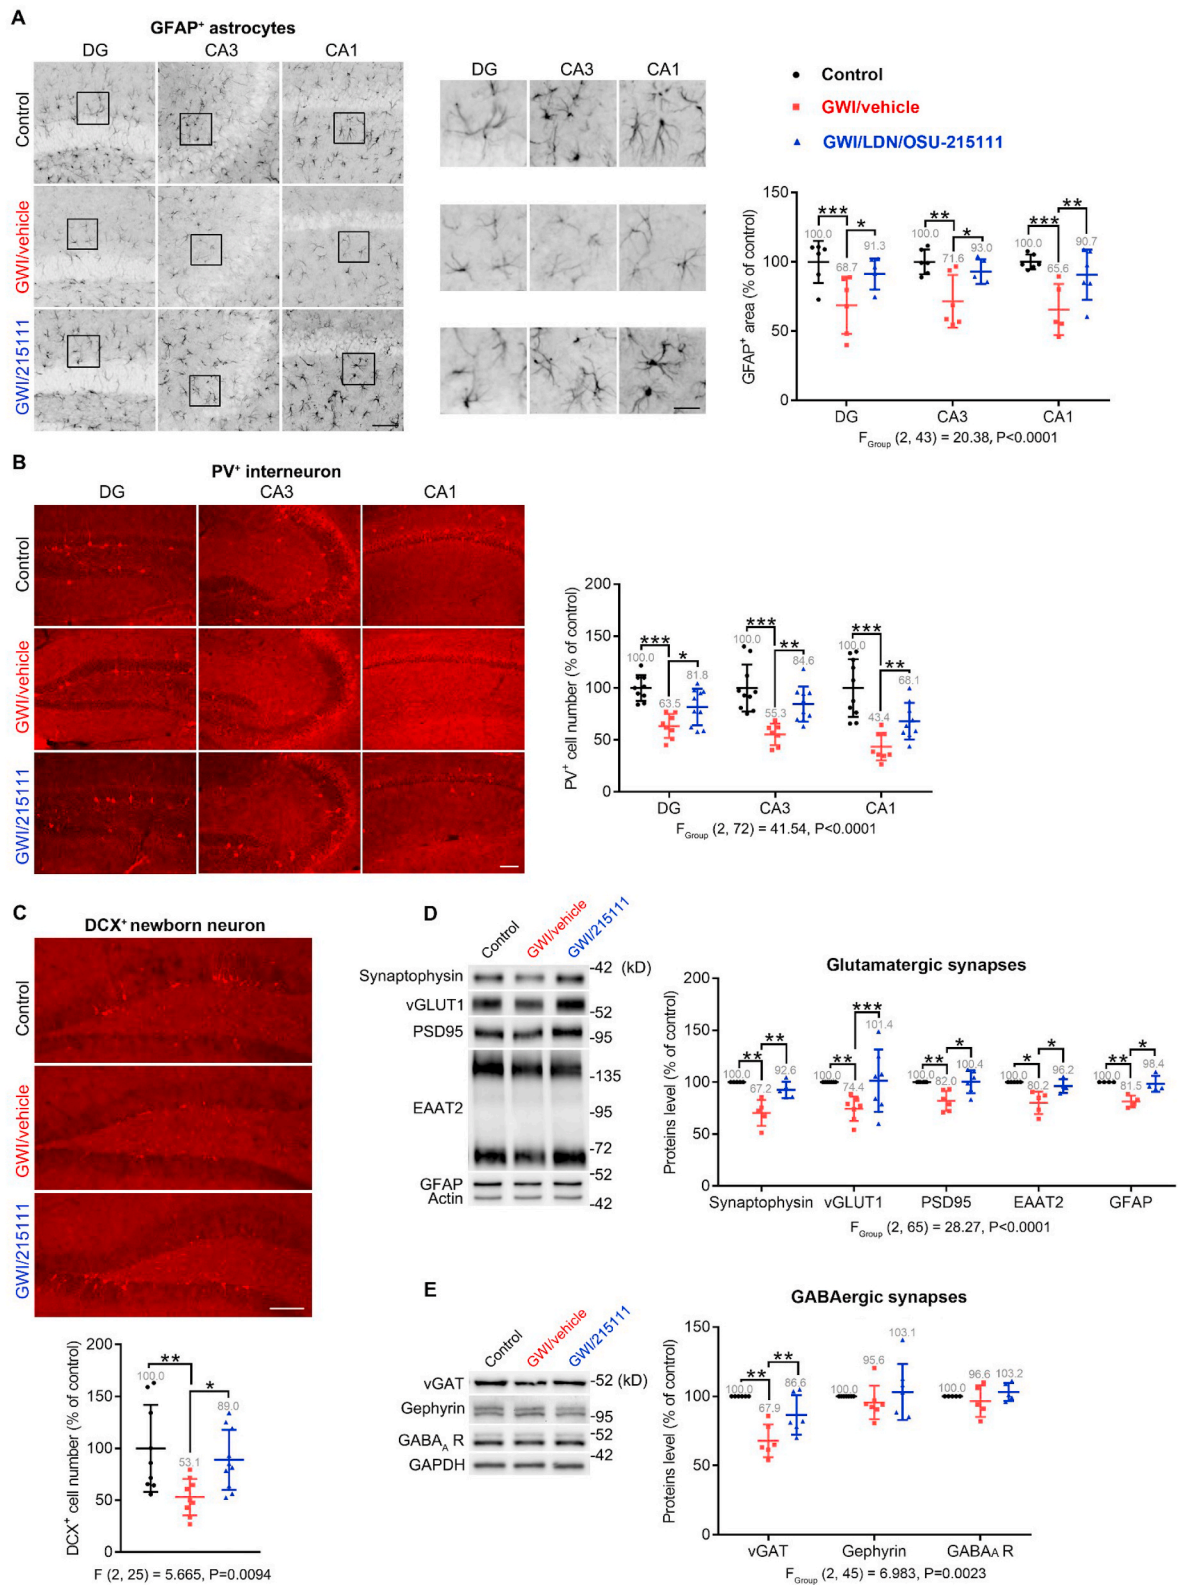 A
GFAP⁺ astrocytes
DG CA3 CA1
Control
GWI/vehicle
GWI/215111
DG CA3 CA1
Control
GWI/vehicle
GWI/LDN/OSU-215111
GFAP⁺ area (% of control)
150
100
50
0
*** * ** * *** **
100.0 68.7 91.3 100.0 71.6 93.0 100.0 65.6 90.7
DG CA3 CA1
F Group (2, 43) = 20.38, P<0.0001
B
PV⁺ interneuron
DG CA3 CA1
Control
GWI/vehicle
GWI/215111
PV⁺ cell number (% of control)
200
150
100
50
0
*** * *** ** *** **
100.0 63.5 81.8 100.0 55.3 84.6 100.0 43.4 68.1
DG CA3 CA1
F Group (2, 72) = 41.54, P<0.0001
C
DCX⁺ newborn neuron
Control
GWI/vehicle
GWI/215111
DCX⁺ cell number (% of control)
200
150
100
50
0
** *
100.0 53.1 89.0
F (2, 25) = 5.665, P=0.0094
D
Control GWI/vehicle GWI/215111
Synaptophysin
vGLUT1
PSD95
EAAT2
GFAP
Actin
-42 (kD)
-52
-95
-135
-95
-72
-52
-42
Glutamatergic synapses
Proteins level (% of control)
200
150
100
50
0
** ** ** *** ** * * * ** *
100.0 67.2 92.6 100.0 74.4 101.4 100.0 82.0 100.4 100.0 80.2 96.2 100.0 81.5 98.4
Synaptophysin vGLUT1 PSD95 EAAT2 GFAP
F Group (2, 65) = 28.27, P<0.0001
E
Control GWI/vehicle GWI/215111
vGAT
Gephyrin
GABA A R
GAPDH
-52 (kD)
-95
-52
-42
GABAergic synapses
Proteins level (% of control)
150
100
50
0
** **
100.0 67.9 86.6 100.0 95.6 103.1 100.0 96.6 103.2
vGAT Gephyrin GABAA R
F Group (2, 45) = 6.983, P=0.0023